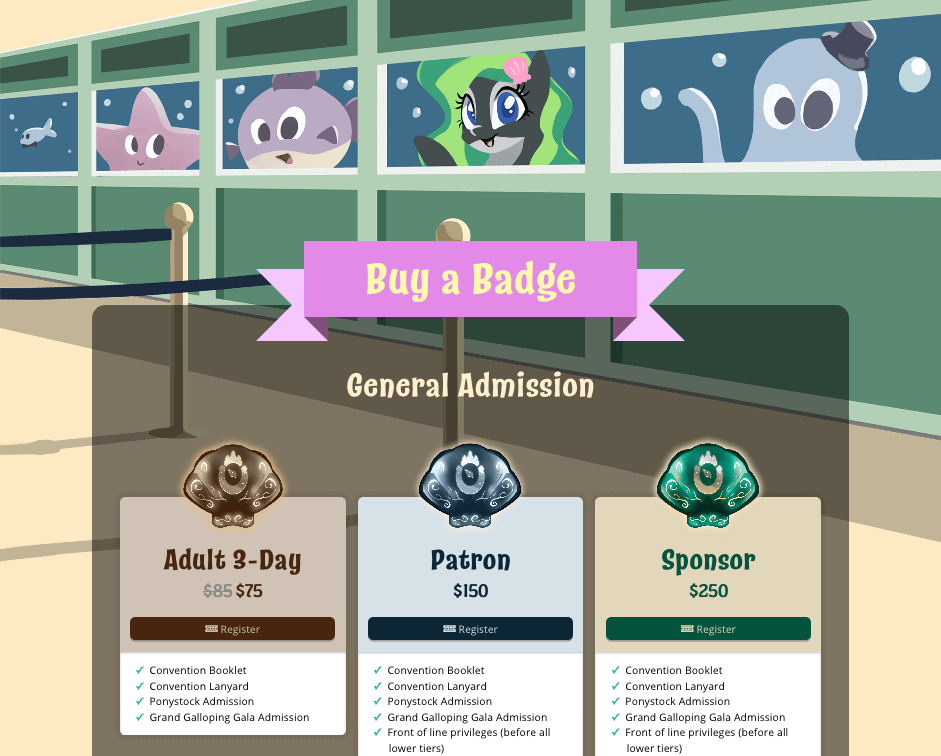 Buy a Badge
General Admission
Adult 3-Day
$85 $75
Register
✓ Convention Booklet
✓ Convention Lanyard
✓ Ponystock Admission
✓ Grand Galloping Gala Admission
Patron
$150
Register
✓ Convention Booklet
✓ Convention Lanyard
✓ Ponystock Admission
✓ Grand Galloping Gala Admission
✓ Front of line privileges (before all
lower tiers)
Sponsor
$250
Register
✓ Convention Booklet
✓ Convention Lanyard
✓ Ponystock Admission
✓ Grand Galloping Gala Admission
✓ Front of line privileges (before all
lower tiers)